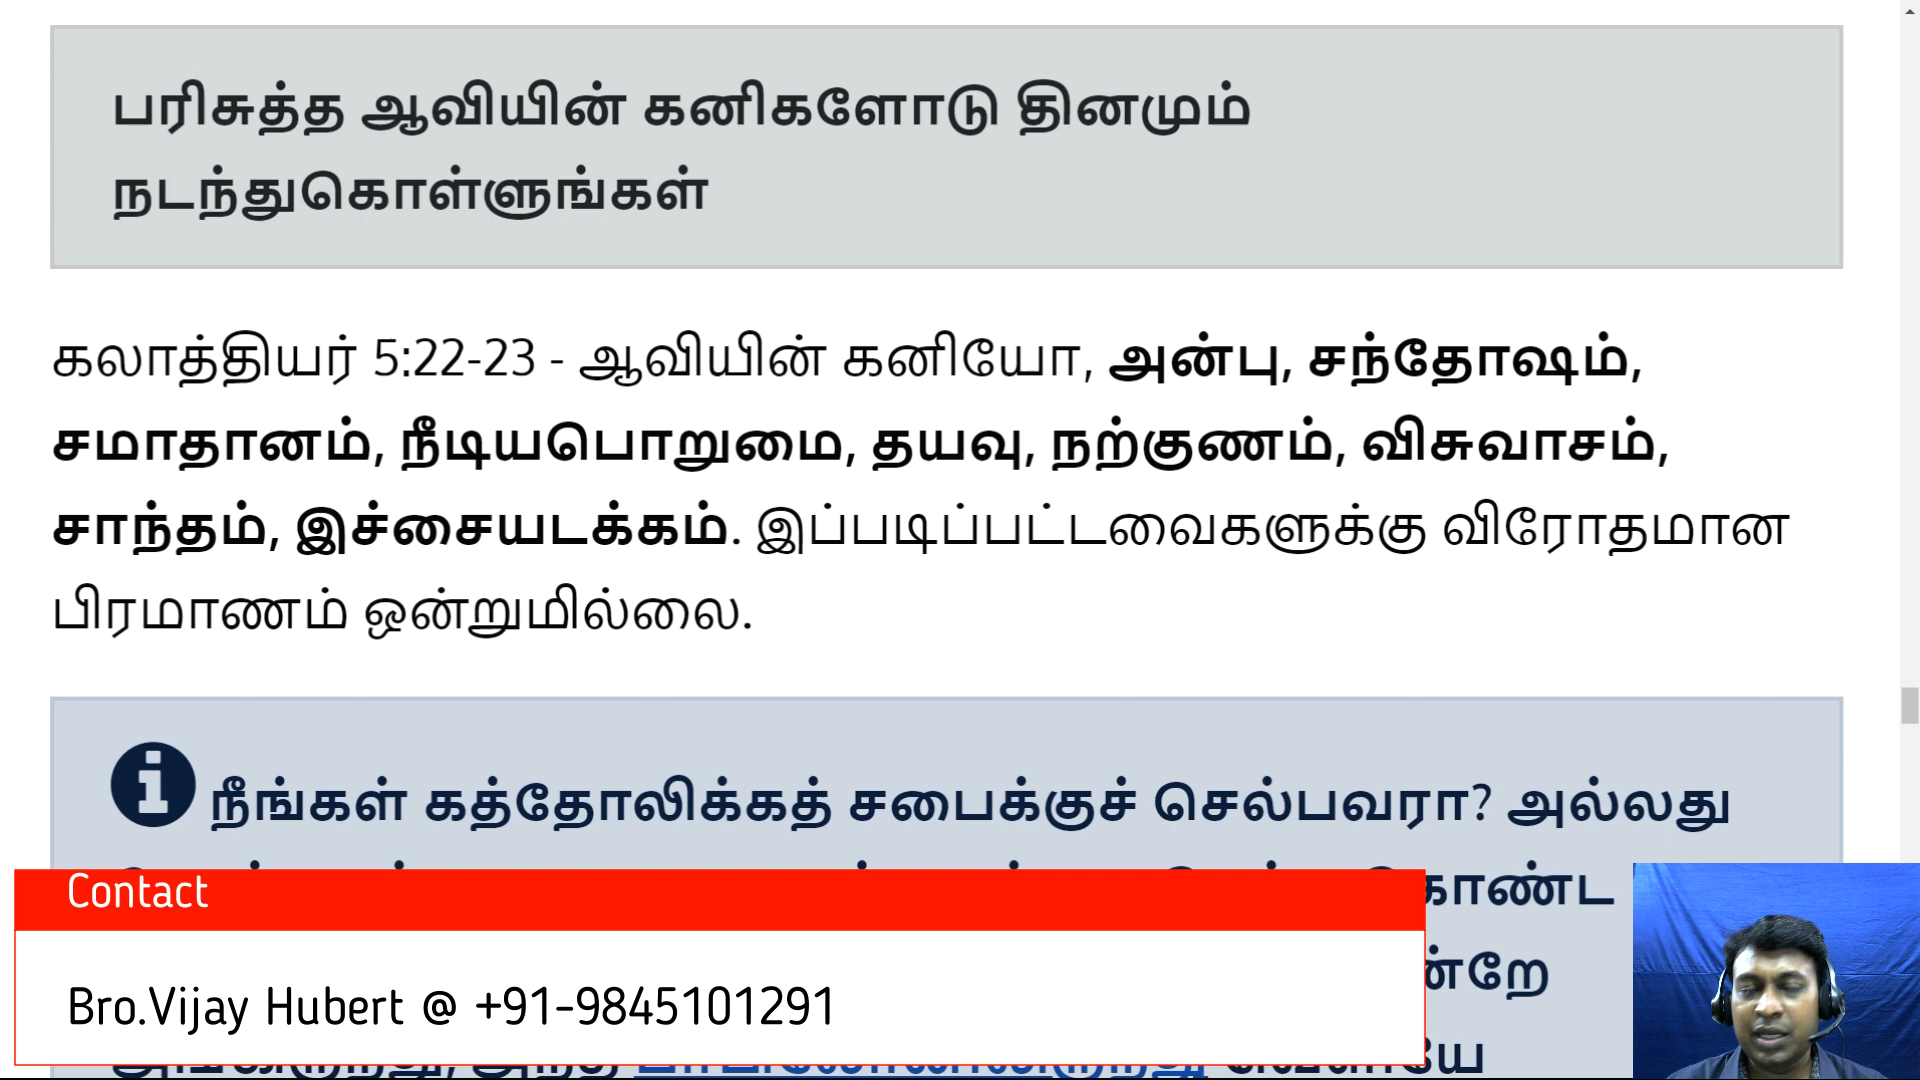 பரிசுத்த ஆவியின் கனிகளோடு தினமும்
நடந்துகொள்ளுங்கள்
கலாத்தியர் 5:22-23 - ஆவியின் கனியோ, அன்பு, சந்தோஷம்,
சமாதானம், நீடியபொறுமை, தயவு, நற்குணம், விசுவாசம்,
சாந்தம், இச்சையடக்கம். இப்படிப்பட்டவைகளுக்கு விரோதமான
பிரமாணம் ஒன்றுமில்லை.
நீங்கள் கத்தோலிக்கத் சபைக்குச் செல்பவரா? அல்லது
Contact
Bro.Vijay Hubert @ +91-9845101291